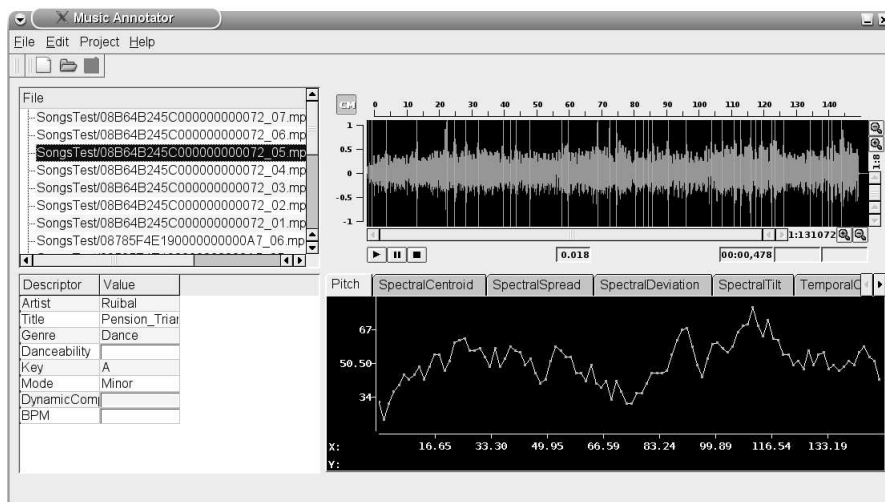 Music Annotator
File Edit Project Help
File
SongsTest/08B64B245C000000000072_07.mp
SongsTest/08B64B245C000000000072_06.mp
SongsTest/08B64B245C000000000072_05.mp
SongsTest/08B64B245C000000000072_04.mp
SongsTest/08B64B245C000000000072_03.mp
SongsTest/08B64B245C000000000072_02.mp
SongsTest/08B64B245C000000000072_01.mp
SongsTest/08785F4E190000000000A7_06.mp
CM 0 10 20 30 40 50 60 70 80 90 100 110 120 130 140
1
0.5
0
-0.5
-1
1:8
1:131072
0.018 00:00,478
Descriptor Value
Artist Ruibal
Title Pension_Trian
Genre Dance
Danceability
Key A
Mode Minor
DynamicComp
BPM
Pitch SpectralCentroid SpectralSpread SpectralDeviation SpectralTilt TemporalC
67
50.50
34
X: 16.65 33.30 49.95 66.59 83.24 99.89 116.54 133.19
Y: